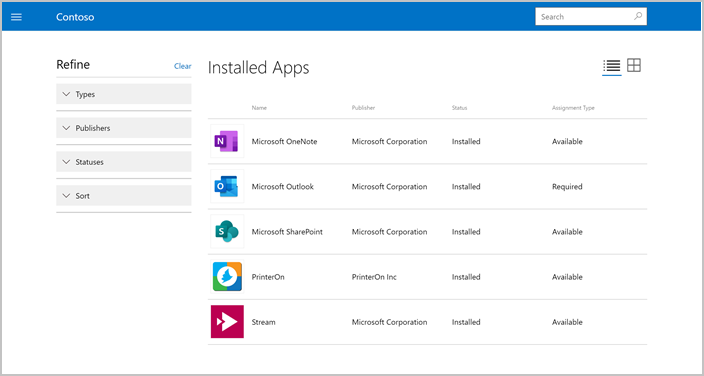 Contoso
Search
Refine
Clear
Types
Publishers
Statuses
Sort
Installed Apps
Name Publisher Status Assignment Type
N Microsoft OneNote Microsoft Corporation Installed Available
O Microsoft Outlook Microsoft Corporation Installed Required
S Microsoft SharePoint Microsoft Corporation Installed Available
PrinterOn PrinterOn Inc Installed Available
Stream Microsoft Corporation Installed Available